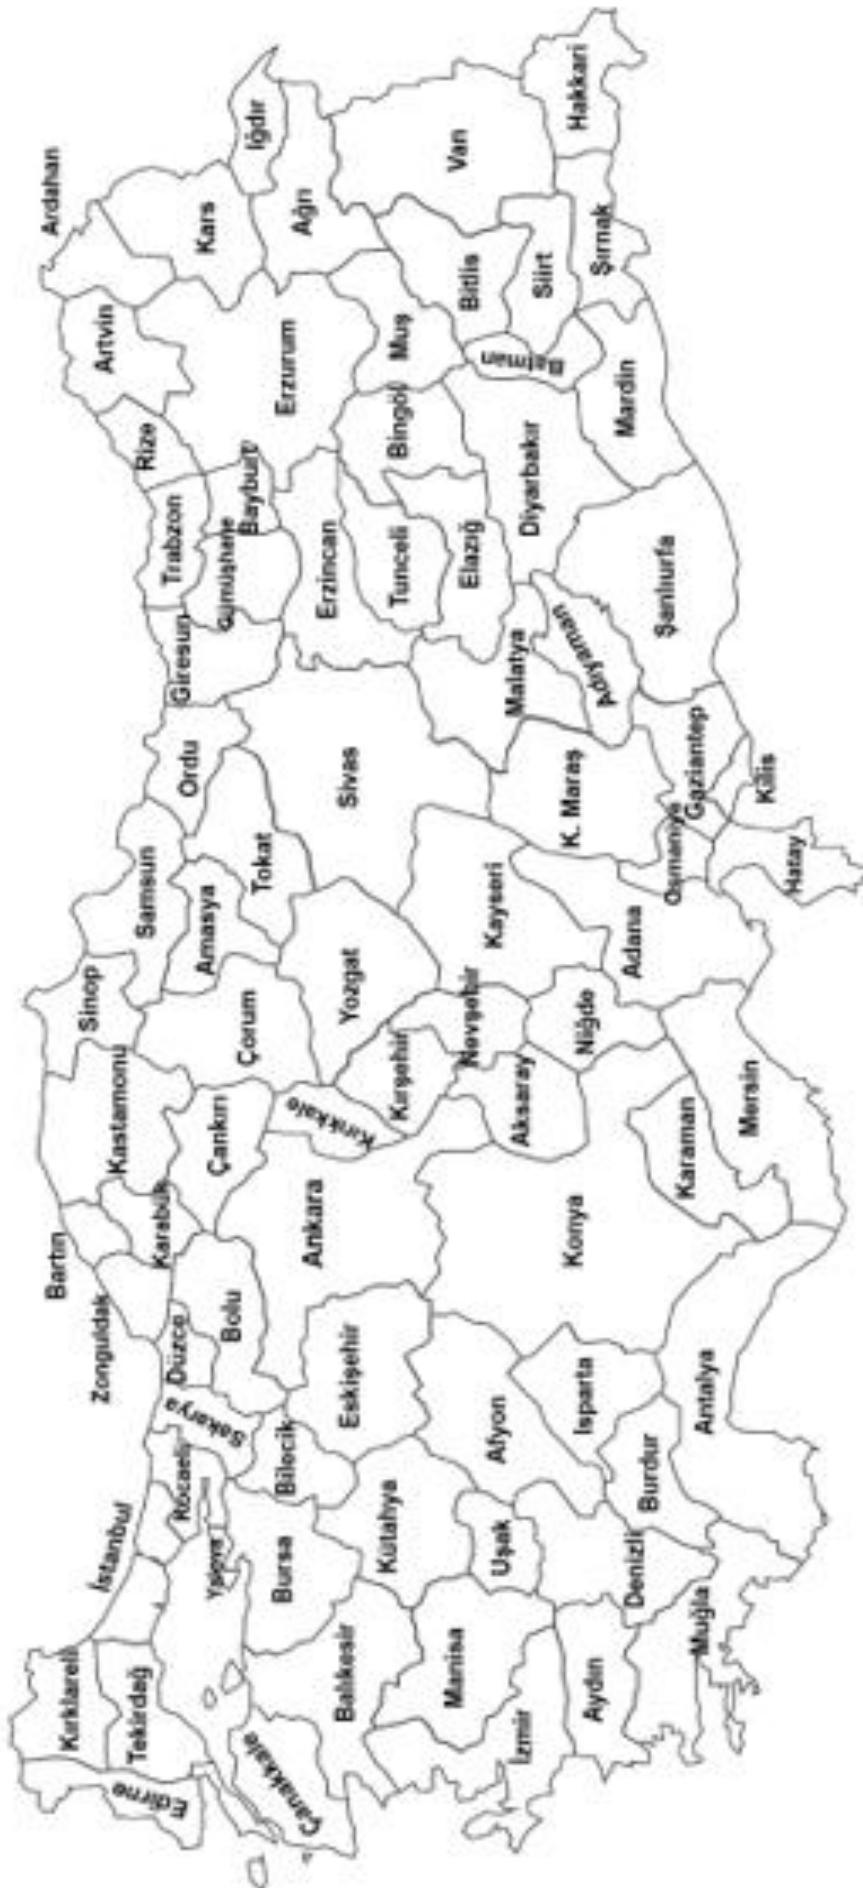 Kırklareli
Edirne
Tekirdağ
İstanbul
Kocaeli
Yalova
Sakarya
Düzce
Zonguldak
Bartın
Karabük
Kastamonu
Sinop
Samsun
Ordu
Giresun
Trabzon
Rize
Artvin
Ardahan
Çanakkale
Balıkesir
Bursa
Bilecik
Bolu
Çankırı
Çorum
Amasya
Tokat
Gümüşhane
Bayburt
Erzurum
Kars
Iğdır
Ağrı
Kütahya
Eskişehir
Ankara
Kırıkkale
Kırşehir
Yozgat
Sivas
Erzincan
Tunceli
Bingöl
Muş
Bitlis
Van
Manisa
İzmir
Uşak
Afyon
Konya
Aksaray
Nevşehir
Niğde
Kayseri
K. Maraş
Malatya
Elazığ
Diyarbakır
Batman
Siirt
Şırnak
Hakkari
Aydın
Denizli
Muğla
Burdur
Isparta
Antalya
Karaman
Mersin
Adana
Osmaniye
Hatay
Gaziantep
Kilis
Adıyaman
Şanlıurfa
Mardin